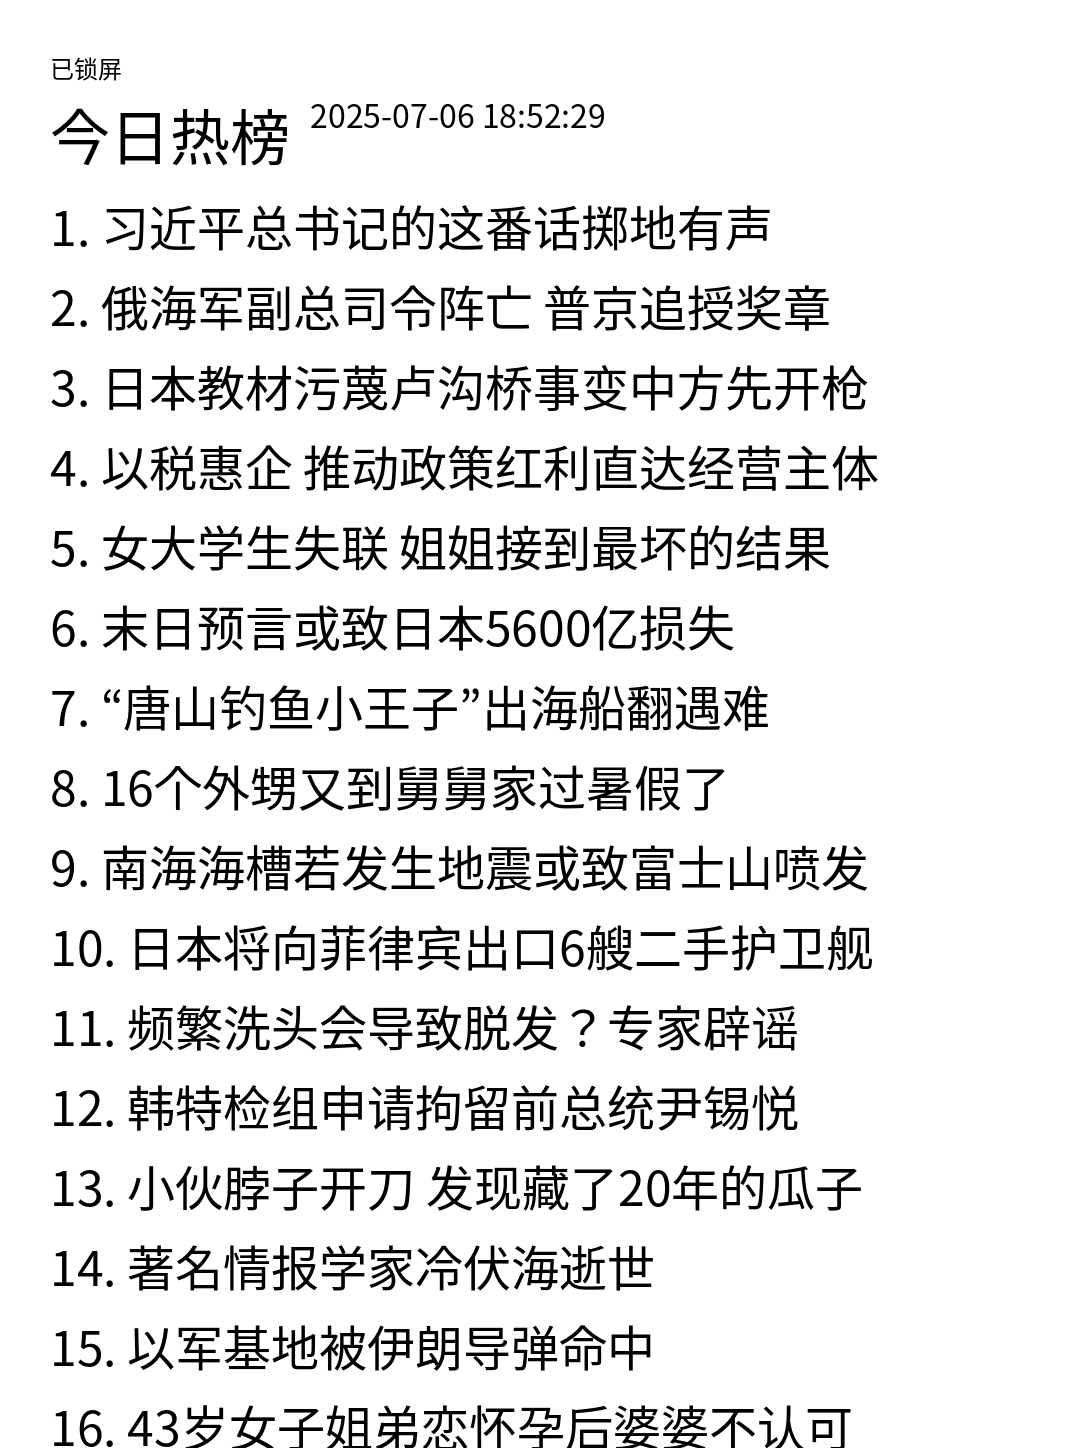 已锁屏
今日热榜 2025-07-06 18:52:29
1. 习近平总书记的这番话掷地有声
2. 俄海军副总司令阵亡 普京追授奖章
3. 日本教材污蔑卢沟桥事变中方先开枪
4. 以税惠企 推动政策红利直达经营主体
5. 女大学生失联 姐姐接到最坏的结果
6. 末日预言或致日本5600亿损失
7. “唐山钓鱼小王子”出海船翻遇难
8. 16个外甥又到舅舅家过暑假了
9. 南海海槽若发生地震或致富士山喷发
10. 日本将向菲律宾出口6艘二手护卫舰
11. 频繁洗头会导致脱发？专家辟谣
12. 韩特检组申请拘留前总统尹锡悦
13. 小伙脖子开刀 发现藏了20年的瓜子
14. 著名情报学家冷伏海逝世
15. 以军基地被伊朗导弹命中
16. 43岁女子姐弟恋怀孕后婆婆不认可